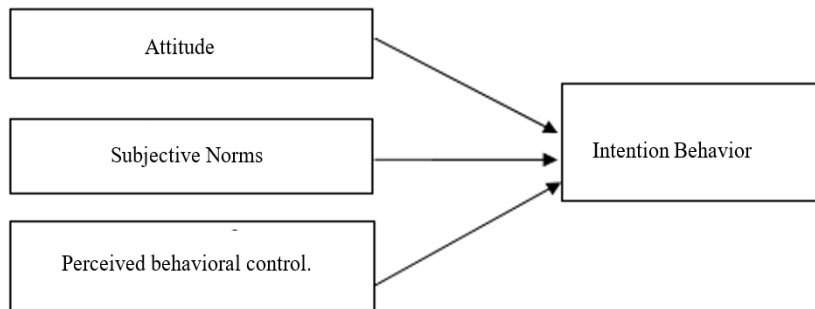 Attitude
Subjective Norms
Intention Behavior
Perceived behavioral control.